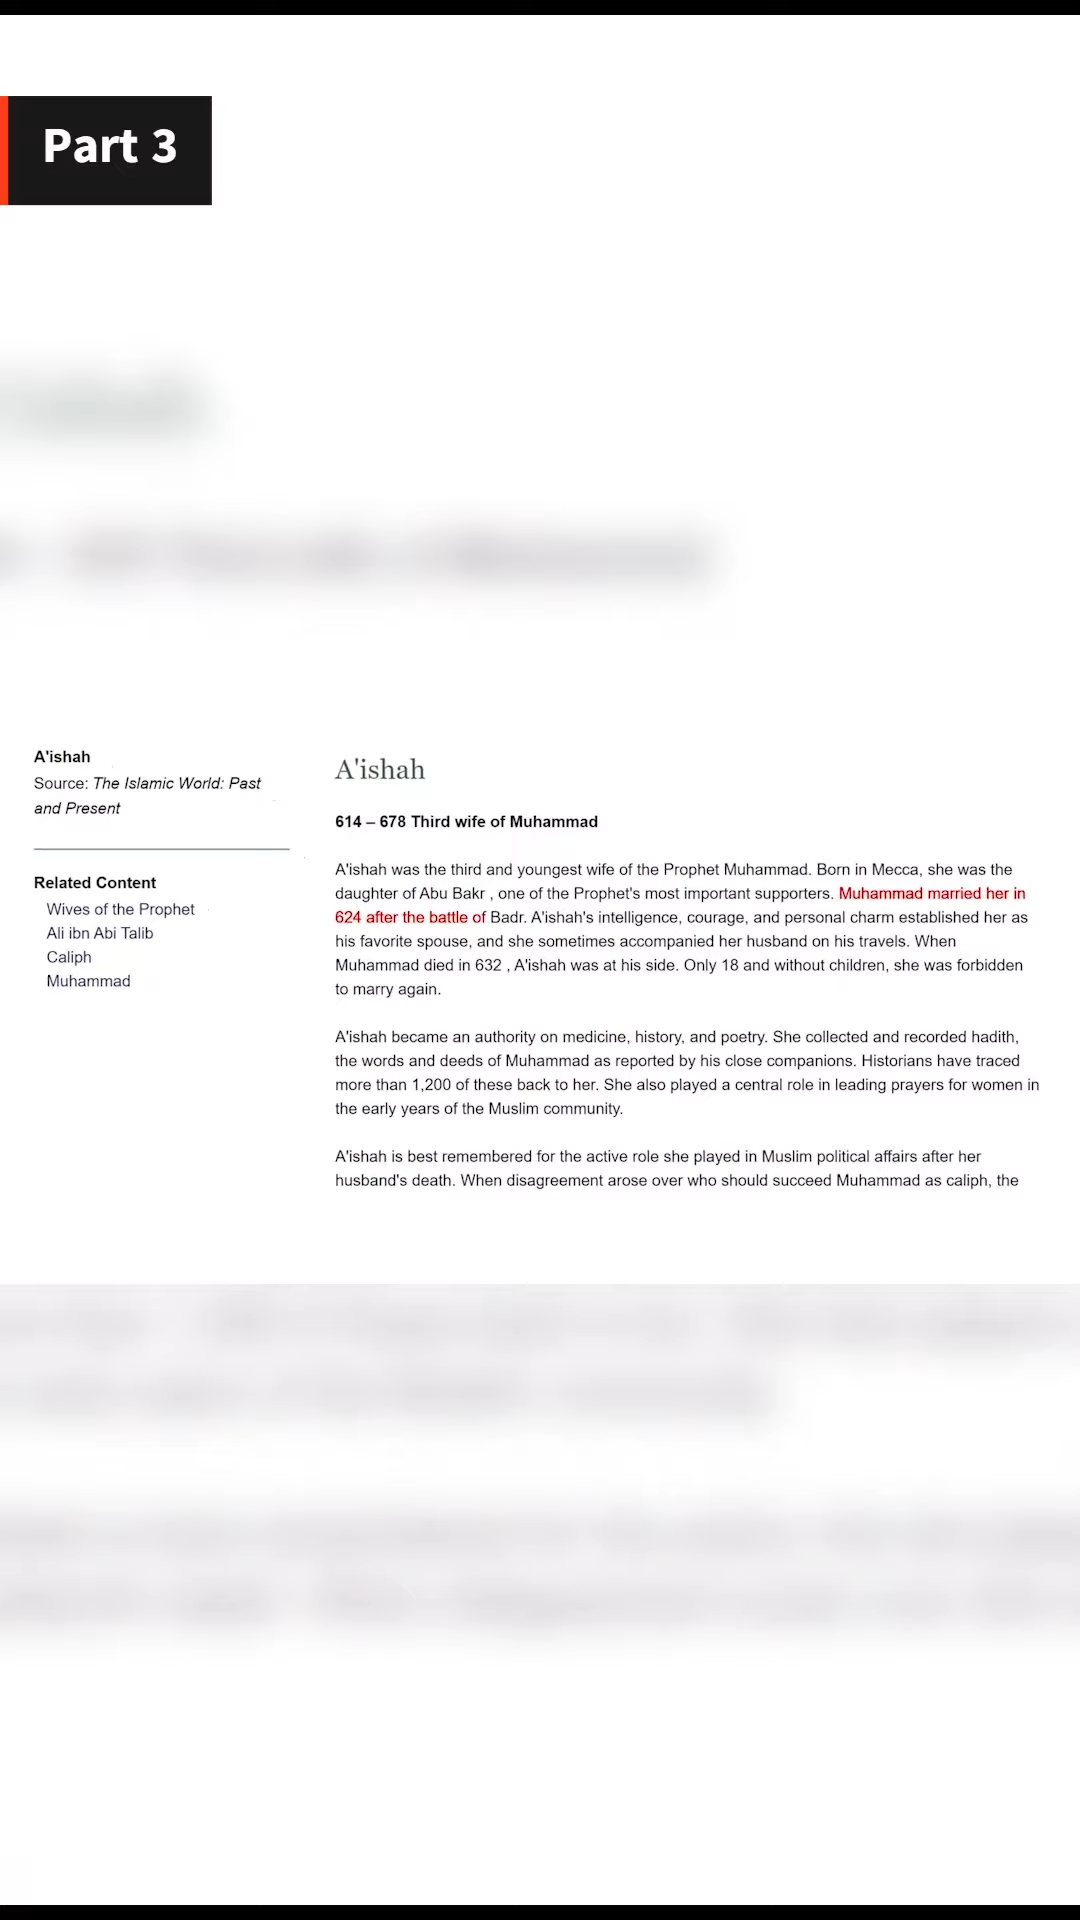 Part 3
A'ishah
Source: The Islamic World: Past
and Present
Related Content
Wives of the Prophet
Ali ibn Abi Talib
Caliph
Muhammad
A'ishah
614 – 678 Third wife of Muhammad
A'ishah was the third and youngest wife of the Prophet Muhammad. Born in Mecca, she was the
daughter of Abu Bakr , one of the Prophet's most important supporters. Muhammad married her in
624 after the battle of Badr. A'ishah's intelligence, courage, and personal charm established her as
his favorite spouse, and she sometimes accompanied her husband on his travels. When
Muhammad died in 632 , A'ishah was at his side. Only 18 and without children, she was forbidden
to marry again.
A'ishah became an authority on medicine, history, and poetry. She collected and recorded hadith,
the words and deeds of Muhammad as reported by his close companions. Historians have traced
more than 1,200 of these back to her. She also played a central role in leading prayers for women in
the early years of the Muslim community.
A'ishah is best remembered for the active role she played in Muslim political affairs after her
husband's death. When disagreement arose over who should succeed Muhammad as caliph, the